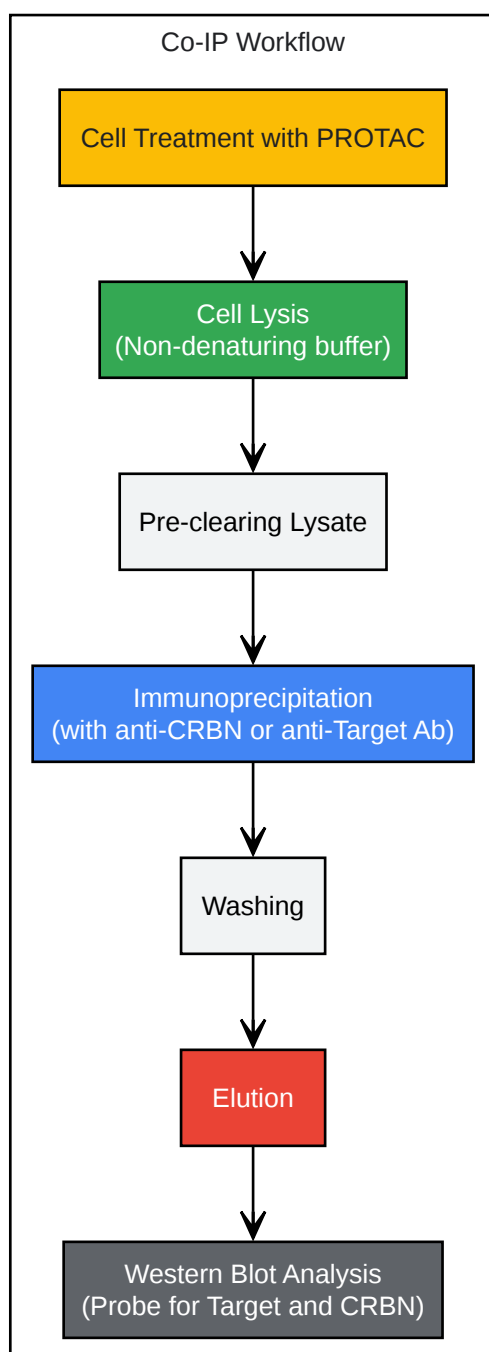 Co-IP Workflow
Cell Treatment with PROTAC
Cell Lysis
(Non-denaturing buffer)
Pre-clearing Lysate
Immunoprecipitation
(with anti-CRBN or anti-Target Ab)
Washing
Elution
Western Blot Analysis
(Probe for Target and CRBN)